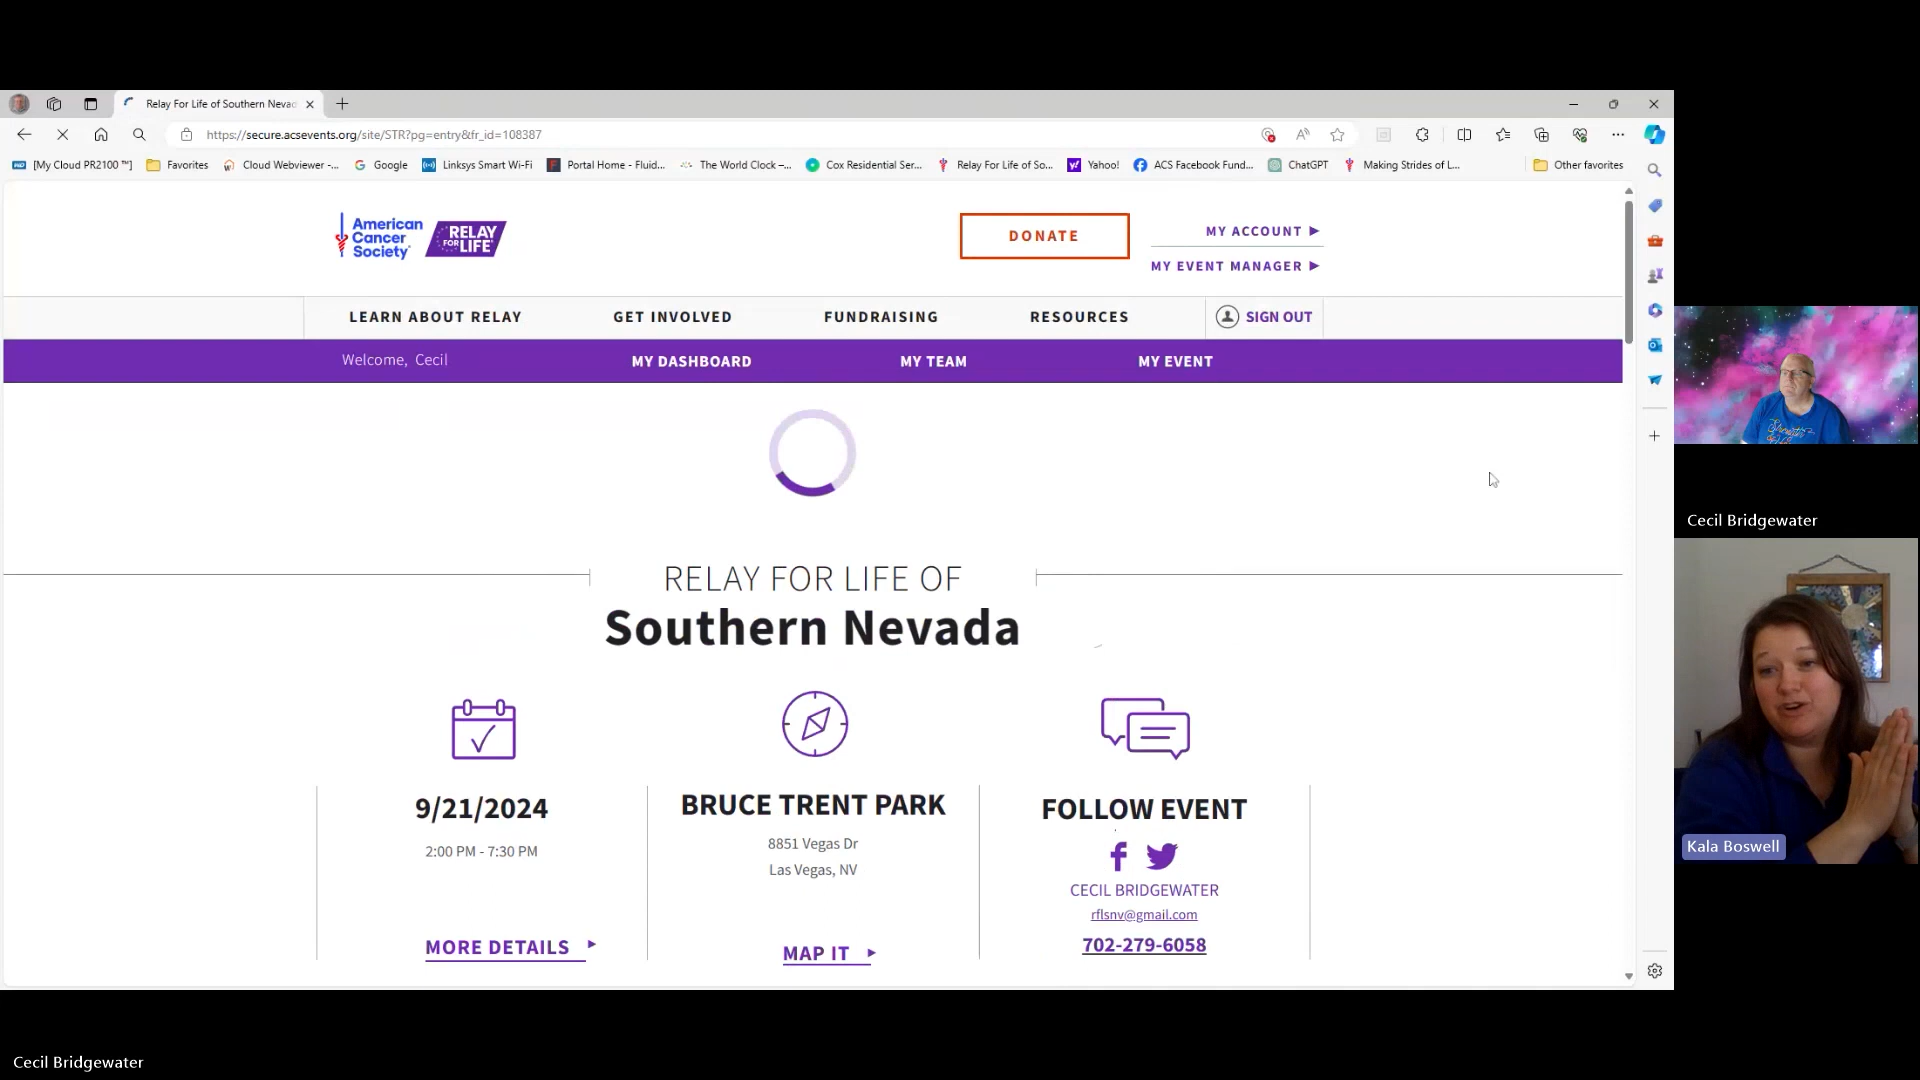 Relay For Life of Southern Nevad
https://secure.acsevents.org/site/STR?pg=entry&fr_id=108387
[My Cloud PR2100 ™] Favorites Cloud Webviewer -... Google Linksys Smart Wi-Fi Portal Home - Fluid... The World Clock —... Cox Residential Ser... Relay For Life of So... Yahoo! ACS Facebook Fund... ChatGPT Making Strides of L... Other favorites
American
Cancer
Society
RELAY
FOR LIFE
DONATE
MY ACCOUNT
MY EVENT MANAGER
LEARN ABOUT RELAY GET INVOLVED FUNDRAISING RESOURCES SIGN OUT
Welcome, Cecil MY DASHBOARD MY TEAM MY EVENT
RELAY FOR LIFE OF
Southern Nevada
9/21/2024
2:00 PM - 7:30 PM
MORE DETAILS
BRUCE TRENT PARK
8851 Vegas Dr
Las Vegas, NV
MAP IT
FOLLOW EVENT
CECIL BRIDGEWATER
rflsnv@gmail.com
702-279-6058
Cecil Bridgewater
Kala Boswell
Cecil Bridgewater